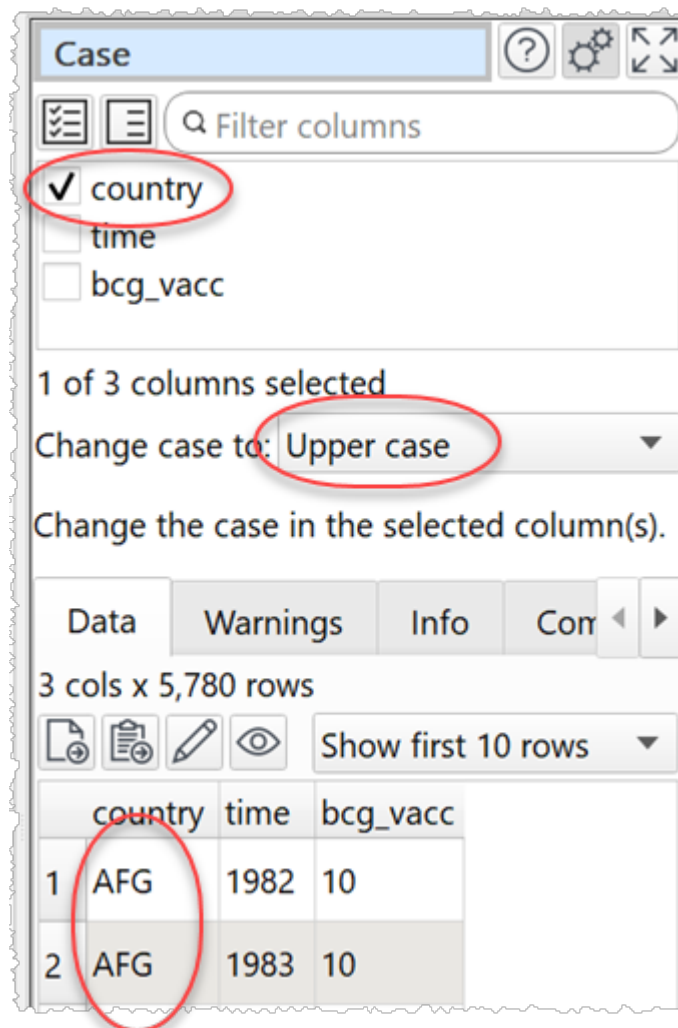 Case
Filter columns
country
time
bcg_vacc
1 of 3 columns selected
Change case to: Upper case
Change the case in the selected column(s).
Data Warnings Info Com
3 cols x 5,780 rows
Show first 10 rows
country time bcg_vacc
1 AFG 1982 10
2 AFG 1983 10